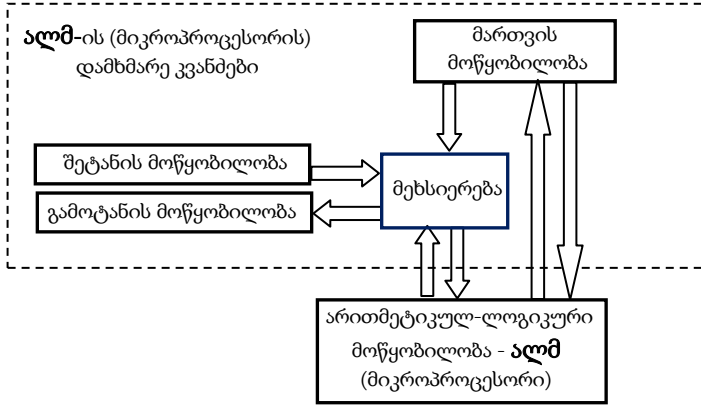 ალმ-ის (მიკროპროცესორის)
დამხმარე კვანძები
მართვის
მოწყობილობა
შეტანის მოწყობილობა
გამოტანის მოწყობილობა
მეხსიერება
არითმეტიკულ-ლოგიკური
მოწყობილობა - ალმ
(მიკროპროცესორი)